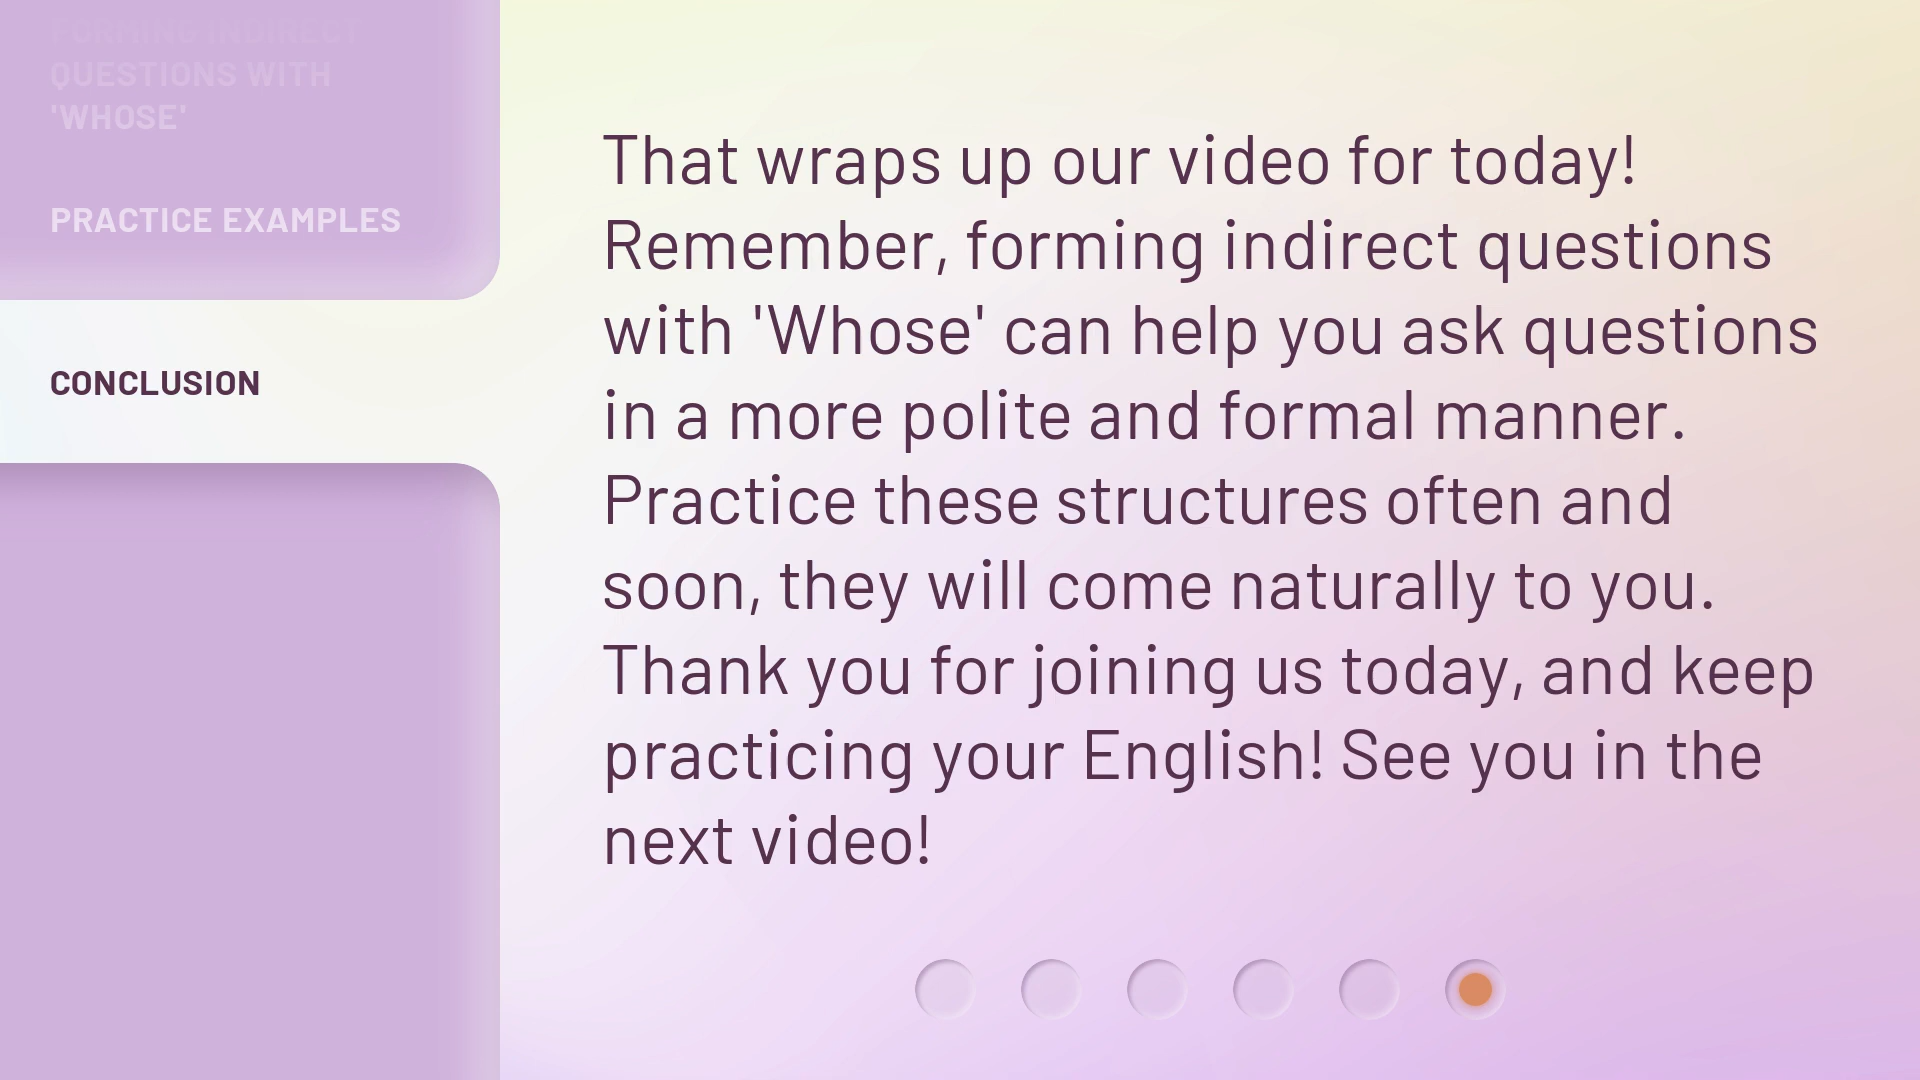 FORMING INDIRECT
QUESTIONS WITH
'WHOSE'
PRACTICE EXAMPLES
CONCLUSION
That wraps up our video for today!
Remember, forming indirect questions
with 'Whose' can help you ask questions
in a more polite and formal manner.
Practice these structures often and
soon, they will come naturally to you.
Thank you for joining us today, and keep
practicing your English! See you in the
next video!